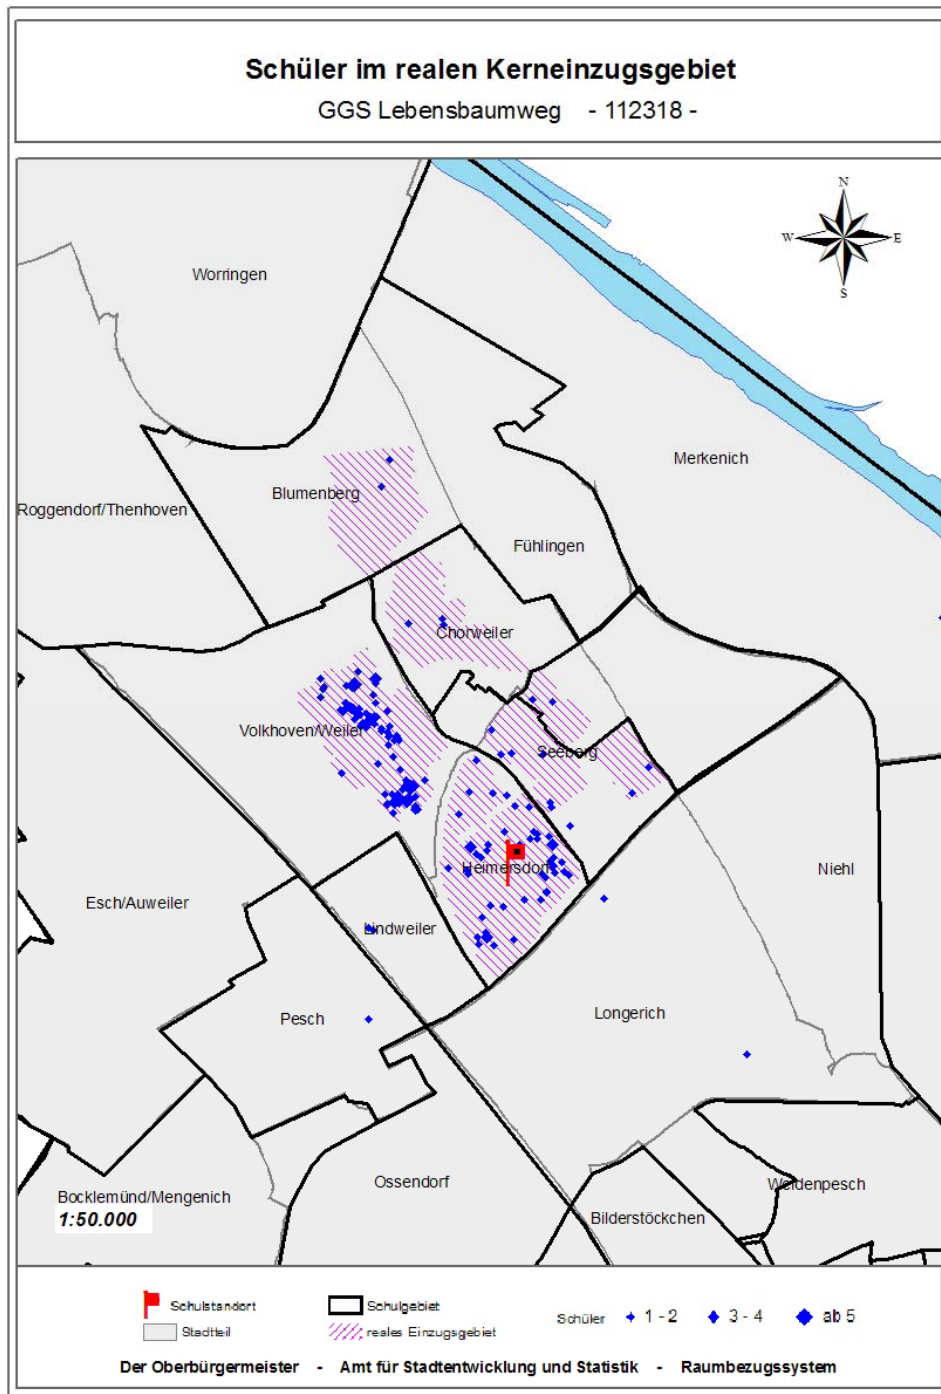 Schüler im realen Kerneinzugsgebiet
GGS Lebensbaumweg - 112318 -
N
W E
S
Worringen
Merkenich
Blumenberg
Roggendorf/Thenhoven
Fühlingen
Chorweiler
Volkhoven/Weiler
Seeberg
Heimersdorf
Niehl
Esch/Auweiler
Lindweiler
Pesch
Longerich
Ossendorf
Weidenpesch
Bocklemünd/Mengenich
Bilderstöckchen
1:50.000
Schulstandort Schulgebiet Schüler 1 - 2 3 - 4 ab 5
Stadtteil reales Einzugsgebiet
Der Oberbürgermeister - Amt für Stadtentwicklung und Statistik - Raumbezugssystem